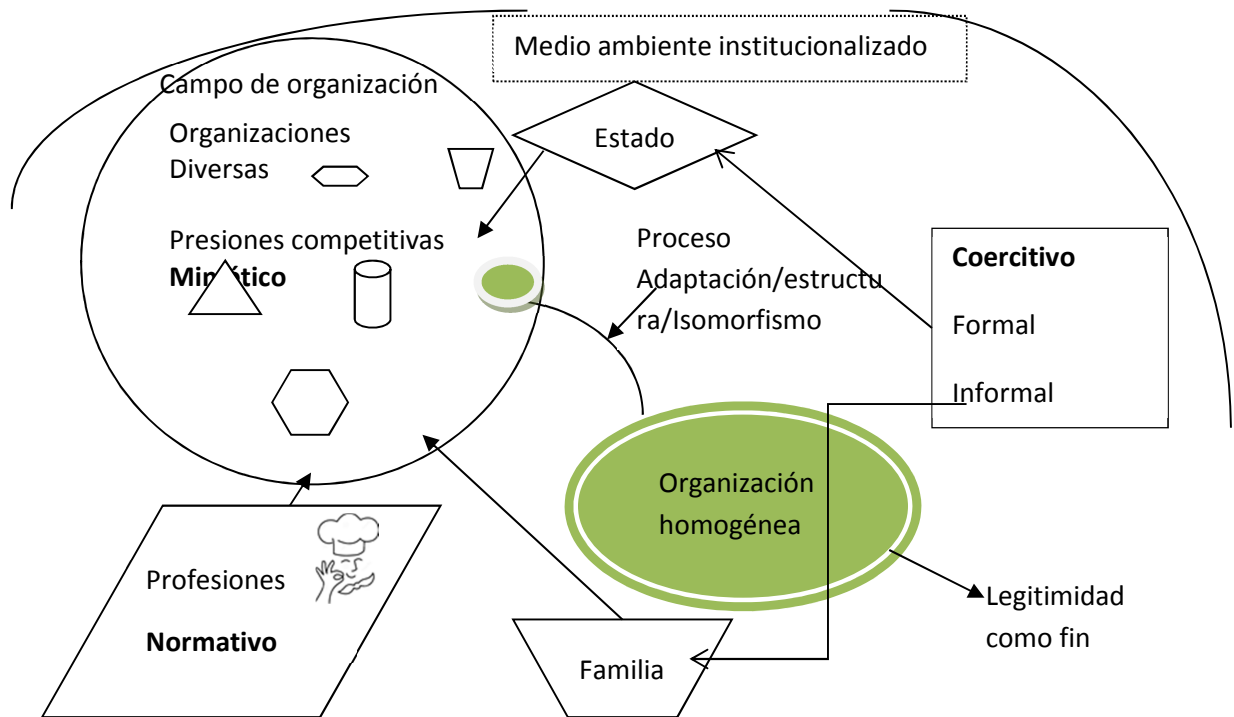 Medio ambiente institucionalizado
Campo de organización
Organizaciones
Diversas
Estado
Presiones competitivas
Proceso
Adaptación/estructu
ra/Isomorfismo
Coercitivo
Formal
Informal
Organización
homogénea
Profesiones
Normativo
Familia
Legitimidad
como fin